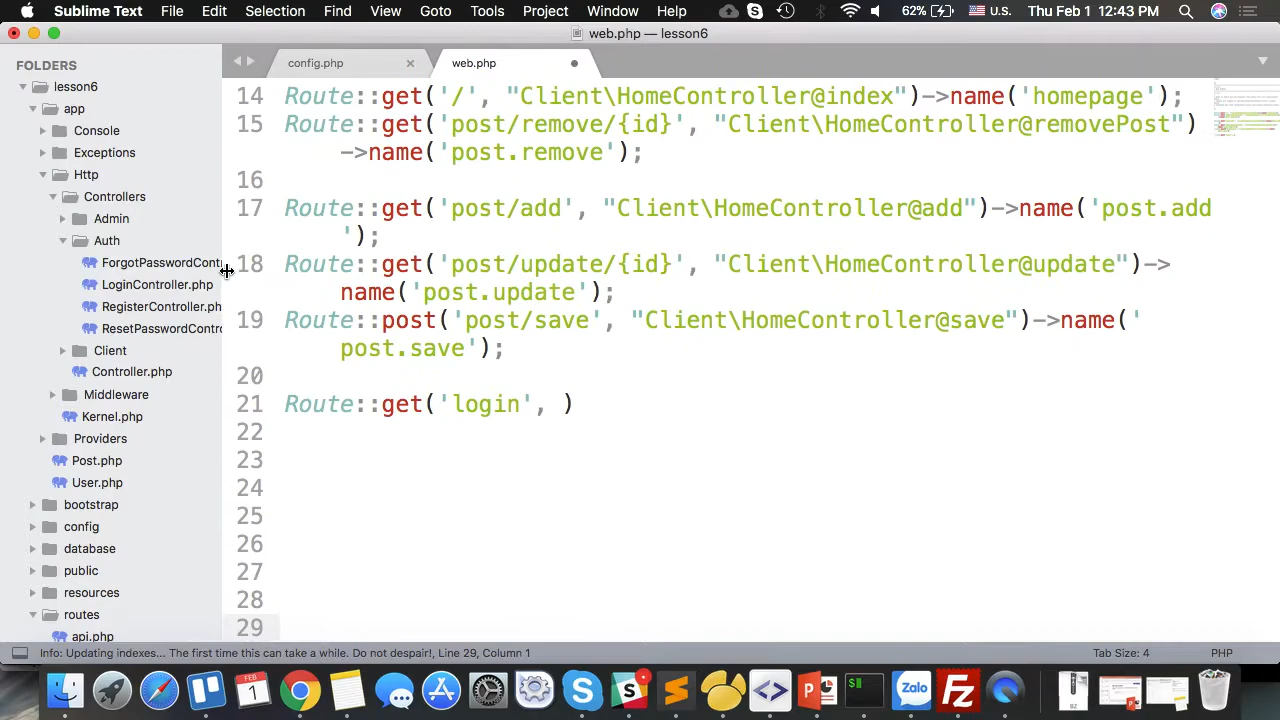 Sublime Text File Edit Selection Find View Goto Tools Project Window Help 62% U.S. Thu Feb 1 12:43 PM
web.php — lesson6
FOLDERS
lesson6
app
Console
Exceptions
Http
Controllers
Admin
Auth
ForgotPasswordCont
LoginController.php
RegisterController.ph
ResetPasswordContro
Client
Controller.php
Middleware
Kernel.php
Providers
Post.php
User.php
bootstrap
config
database
public
resources
routes
api.php
config.php web.php
14 Route::get('/', "Client\HomeController@index")->name('homepage');
15 Route::get('post/remove/{id}', "Client\HomeController@removePost")
->name('post.remove');
16
17 Route::get('post/add', "Client\HomeController@add")->name('post.add
');
18 Route::get('post/update/{id}', "Client\HomeController@update")->
name('post.update');
19 Route::post('post/save', "Client\HomeController@save")->name('
post.save');
20
21 Route::get('login', )
22
23
24
25
26
27
28
29
Info: Updating indexes... The first time this can take a while. Do not despair!, Line 29, Column 1 Tab Size: 4 PHP
FEB
1
Zalo
Fz